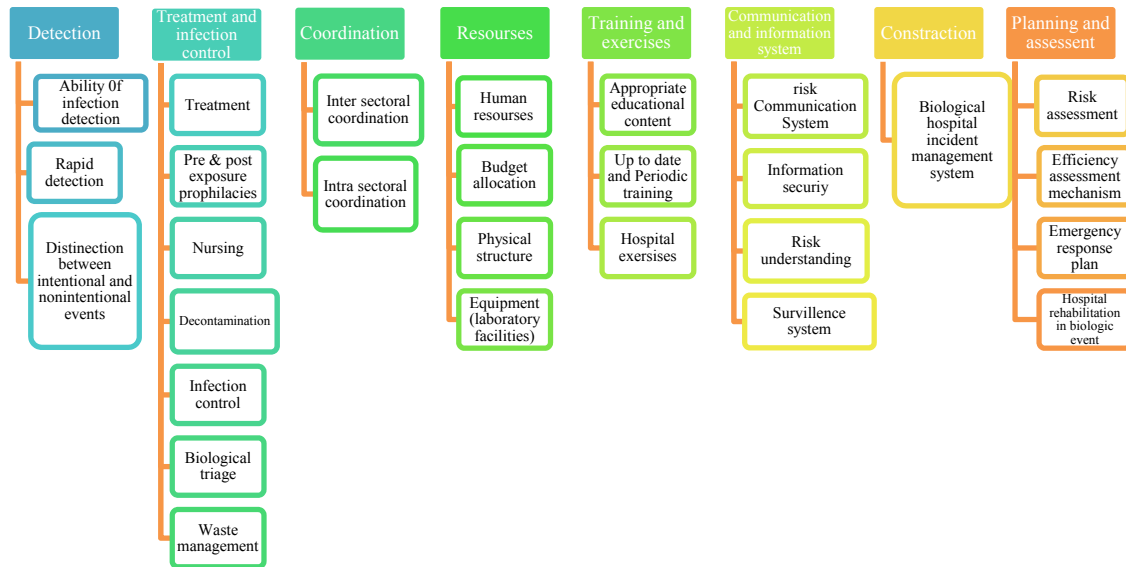 Detection
Ability 0f
infection
detection
Rapid
detection
Distinection
between
intentional and
nonintentional
events
Treatment and
infection
control
Treatment
Pre & post
exposure
prophilacies
Nursing
Decontamination
Infection
control
Biological
triage
Waste
management
Coordination
Inter sectoral
coordination
Intra sectoral
coordination
Resourses
Human
resourses
Budget
allocation
Physical
structure
Equipment
(laboratory
facilities)
Training and
exercises
Appropriate
educational
content
Up to date
and Periodic
training
Hospital
exersises
Communication
and information
system
risk
Communication
System
Information
securiy
Risk
understanding
Survillence
system
Constraction
Biological
hospital
incident
management
system
Planning and
assessent
Risk
assessment
Efficiency
assessment
mechanism
Emergency
response
plan
Hospital
rehabilitation
in biologic
event